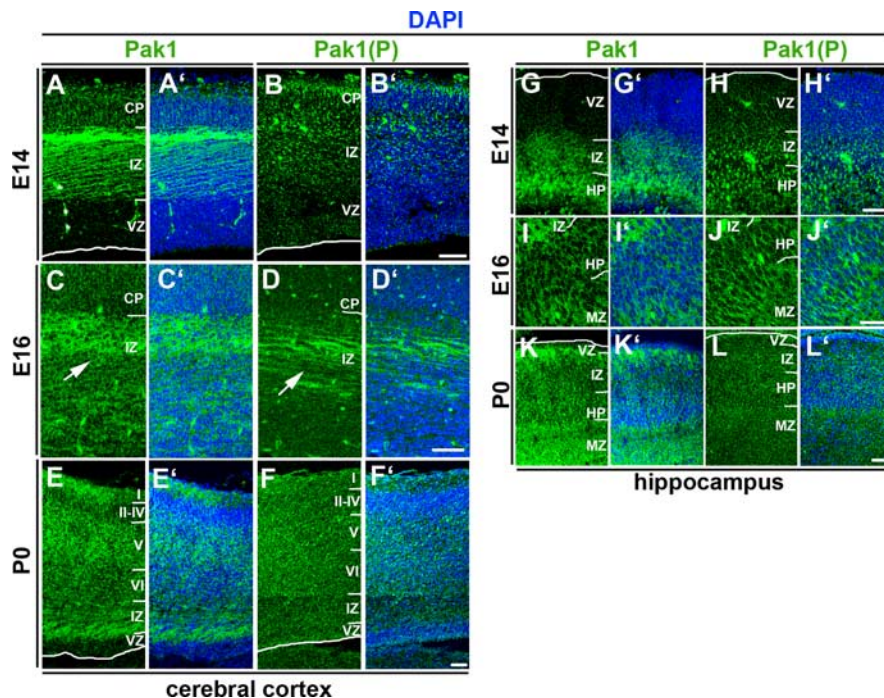 DAPI
Pak1 Pak1(P) Pak1 Pak1(P)
E14
A A‘ B B‘
CP CP
IZ IZ
VZ VZ
E16
C C‘ D D‘
CP CP
IZ IZ
P0
E E‘ F F‘
I I
II-IV II-IV
V V
VI VI
IZ IZ
VZ VZ
cerebral cortex
E14
G G‘ H H‘
VZ VZ
IZ IZ
HP HP
E16
I IZ I‘ J IZ J‘
HP HP
MZ MZ
P0
K K‘ L L‘
VZ VZ
IZ IZ
HP HP
MZ MZ
hippocampus